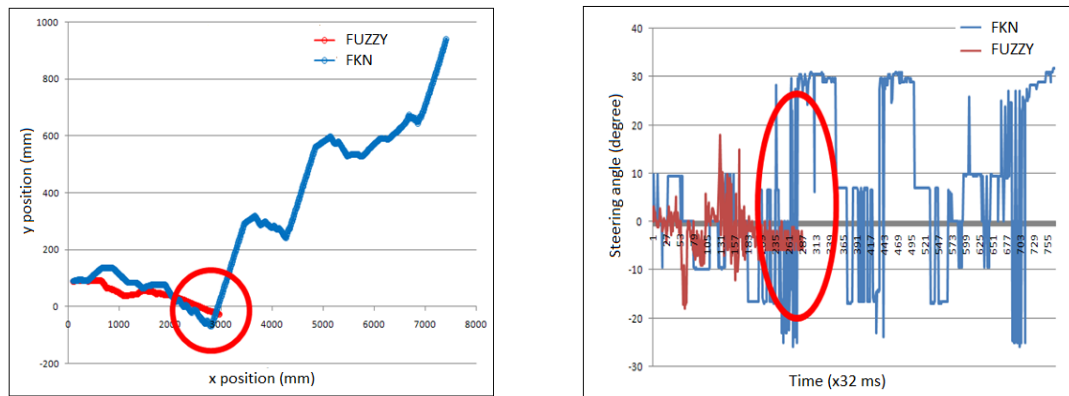 1000
800
600
400
200
0
-200
0 1000 2000 3000 4000 5000 6000 7000 8000
FUZZY
FKN
y position (mm)
x position (mm)
40
30
20
10
0
-10
-20
-30
FKN
FUZZY
Steering angle (degree)
1 27 53 79 105 131 157 183 235 261 287 313 339 365 391 417 443 469 495 521 547 573 599 625 651 677 703 729 755
Time (x32 ms)